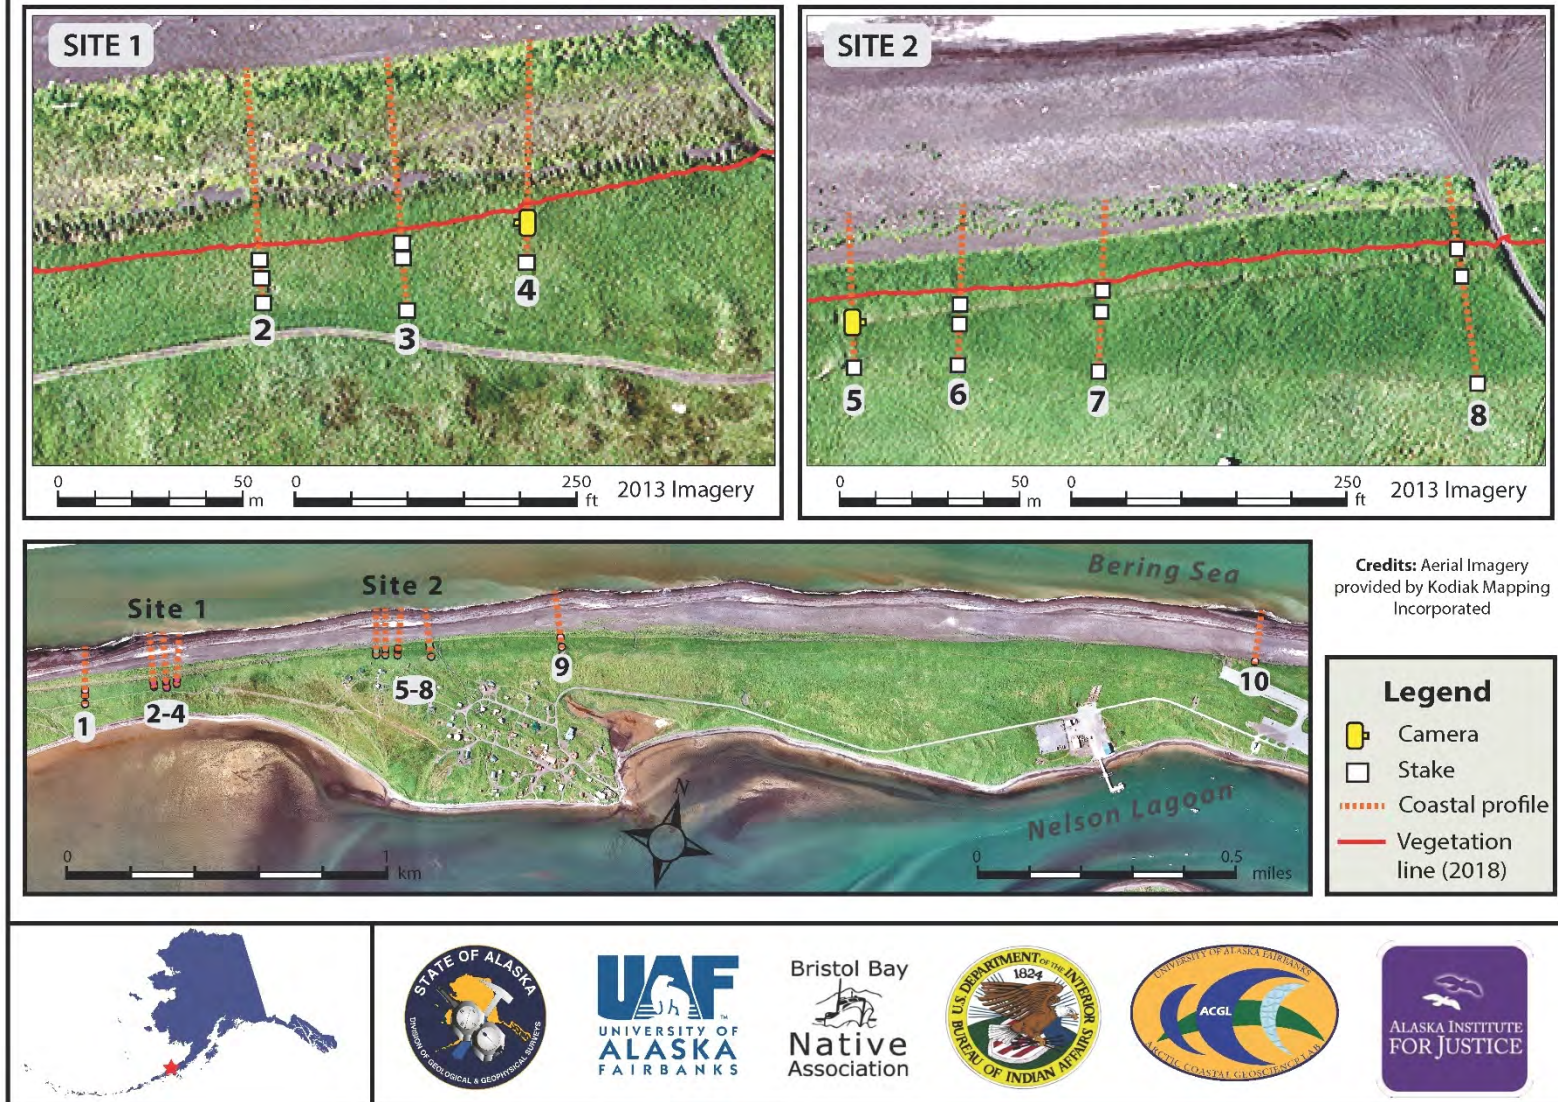 SITE 1
2
3
4
0
50
m
0
250
ft
2013 Imagery
SITE 2
5
6
7
8
0
50
m
0
250
ft
2013 Imagery
Site 1
Site 2
Bering Sea
1
2-4
5-8
9
10
N
Nelson Lagoon
0
1
km
0
0.5
miles
Credits: Aerial Imagery
provided by Kodiak Mapping
Incorporated
Legend
Camera
Stake
Coastal profile
Vegetation
line (2018)
STATE OF ALASKA
DIVISION OF GEOLOGICAL & GEOPHYSICAL SURVEYS
UAF
UNIVERSITY OF
ALASKA
FAIRBANKS
Bristol Bay
Native
Association
U.S. DEPARTMENT OF THE INTERIOR
1824
BUREAU OF INDIAN AFFAIRS
UNIVERSITY OF ALASKA FAIRBANKS
ACGL
ARCTIC COASTAL GEOSCIENCE LAB
ALASKA INSTITUTE
FOR JUSTICE